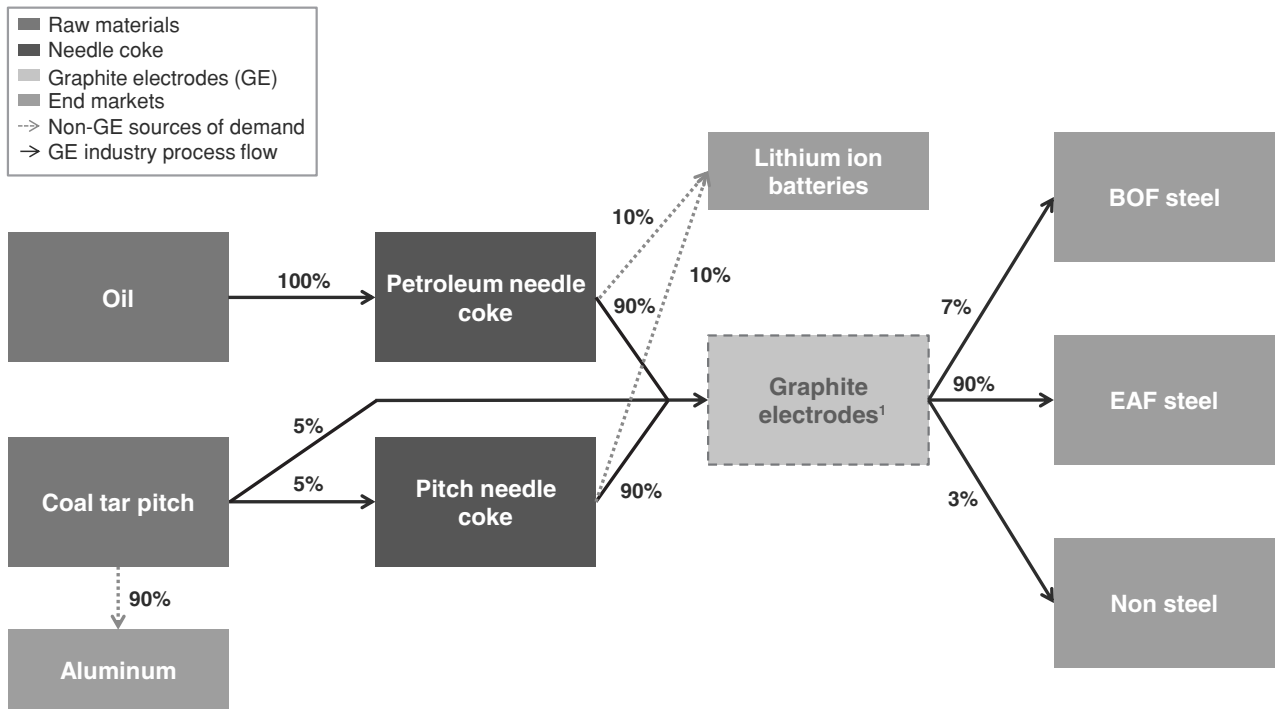 Raw materials
Needle coke
Graphite electrodes (GE)
End markets
Non-GE sources of demand
GE industry process flow
Lithium ion
batteries
BOF steel
10%
10%
Oil
100%
Petroleum needle
coke
90%
7%
Graphite
electrodes¹
90%
EAF steel
5%
Coal tar pitch
5%
Pitch needle
coke
90%
3%
Non steel
90%
Aluminum